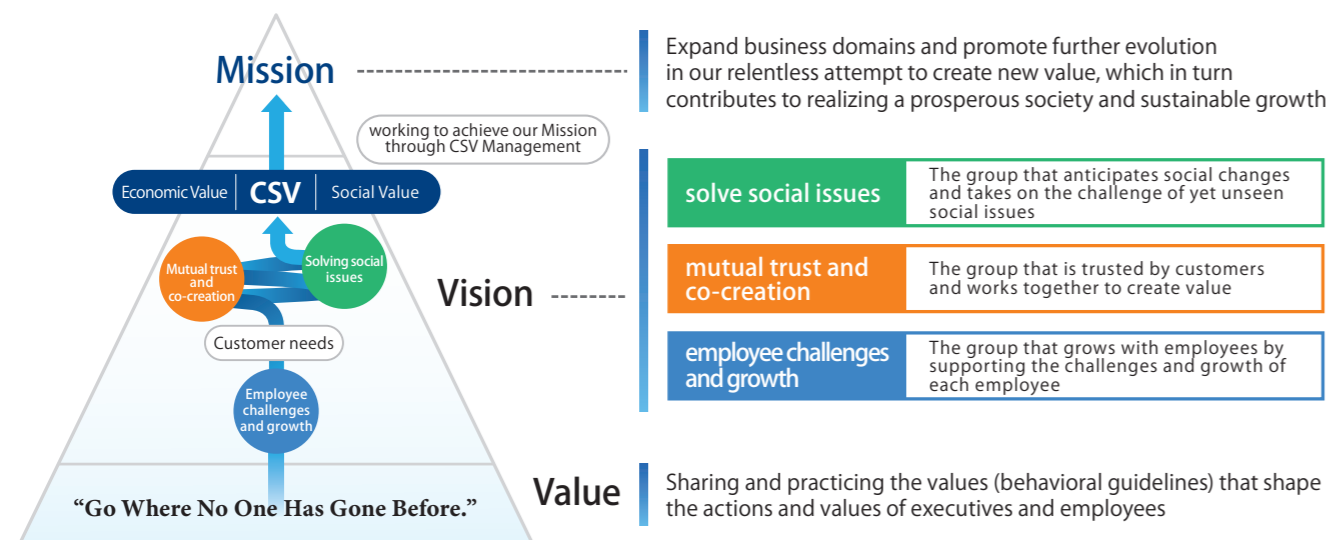 Mission
Expand business domains and promote further evolution
in our relentless attempt to create new value, which in turn
contributes to realizing a prosperous society and sustainable growth
working to achieve our Mission
through CSV Management
Economic Value
CSV
Social Value
Mutual trust
and
co-creation
Solving social
issues
Customer needs
Employee
challenges
and growth
Vision
solve social issues
The group that anticipates social changes
and takes on the challenge of yet unseen
social issues
mutual trust and
co-creation
The group that is trusted by customers
and works together to create value
employee challenges
and growth
The group that grows with employees by
supporting the challenges and growth of
each employee
“Go Where No One Has Gone Before.”
Value
Sharing and practicing the values (behavioral guidelines) that shape
the actions and values of executives and employees